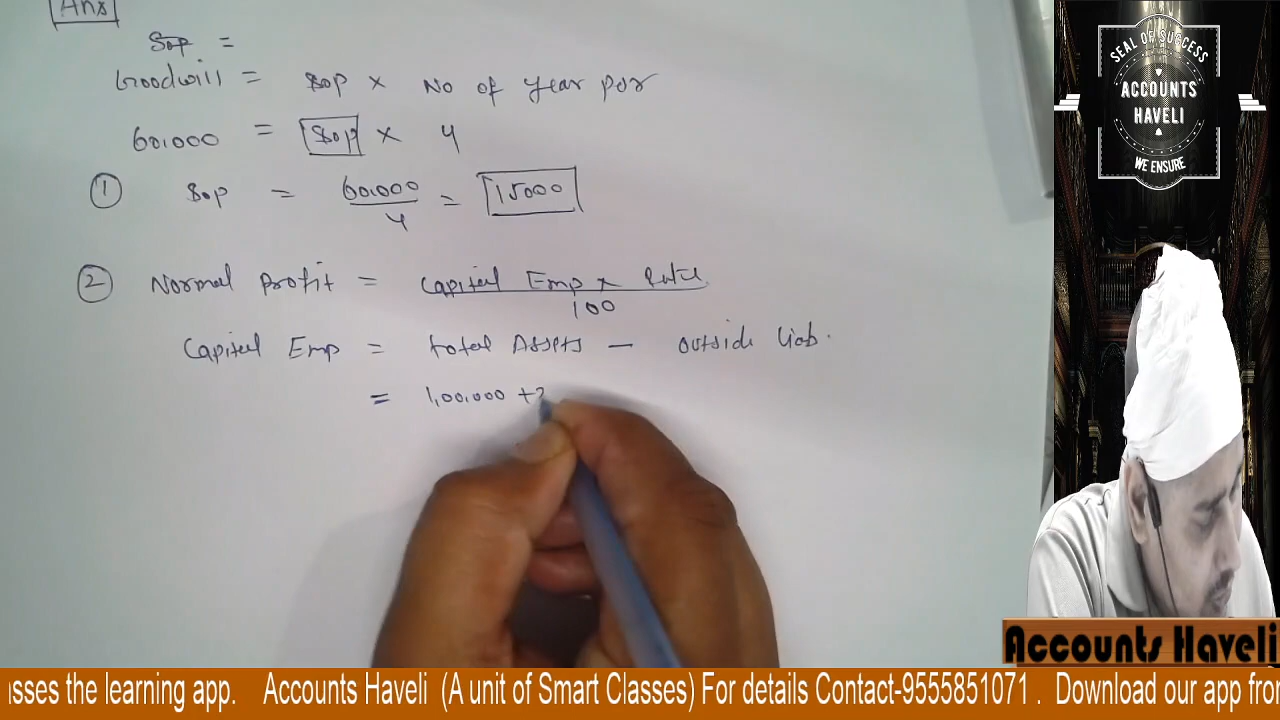 Ans
Sop =
Goodwill = Sop × No of year pur
60,000 = Sop × 4
① Sop = 60,000 / 4 = 15000
② Normal Profit = Capital Emp × Rate / 100
Capital Emp = total Assets − outside liab.
= 1,00,000 +
SEAL OF SUCCESS
ACCOUNTS
HAVELI
WE ENSURE
Accounts Haveli
sses the learning app. Accounts Haveli (A unit of Smart Classes) For details Contact-9555851071 . Download our app from